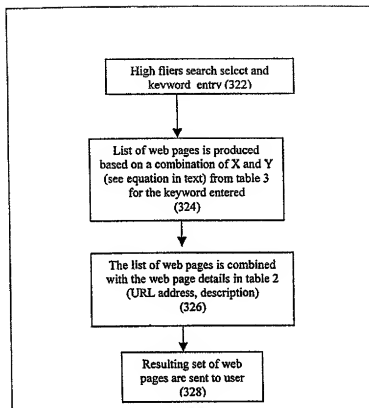 High fliers search select and
keyword entry (322)
List of web pages is produced
based on a combination of X and Y
(see equation in text) from table 3
for the keyword entered
(324)
The list of web pages is combined
with the web page details in table 2
(URL address, description)
(326)
Resulting set of web
pages are sent to user
(328)